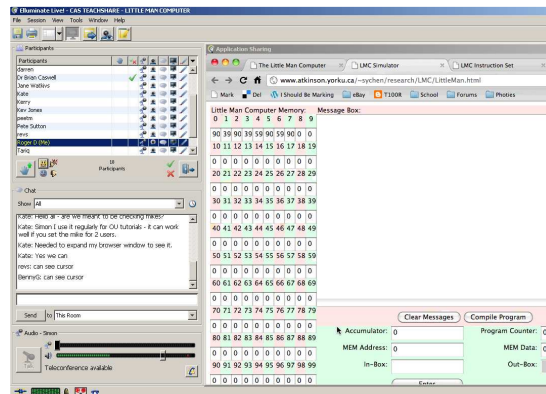 Elluminate Live! - CAS TEACHSHARE - LITTLE MAN COMPUTER
File Session View Tools Window Help
Participants
Participants
darren
Dr Brian Caswell
Jane Watkivs
Kate
Kerry
Kev Jones
peetm
Pete Sutton
revs
Roger D (Me)
Tariq
18
Participants
Chat
Show All
Kate: Hello all - are we meant to be checking mikes?
Kate: Simon I use it regularly for OU tutorials - it can work
well if you set the mike for 2 users.
Kate: Needed to expand my browser window to see it.
Kate: Yes we can
revs: can see cursor
BennyG: can see cursor
Send to This Room
Audio - Simon
Talk
Teleconference available
Application Sharing
The Little Man Computer
LMC Simulator
LMC Instruction Set
www.atkinson.yorku.ca/~sychen/research/LMC/LittleMan.html
Mark Del I Should Be Marking eBay T100R School Forums Photies
Little Man Computer Memory: Message Box:
0 1 2 3 4 5 6 7 8 9
90 39 90 39 59 90 59 90 0 0
10 11 12 13 14 15 16 17 18 19
0 0 0 0 0 0 0 0 0 0
20 21 22 23 24 25 26 27 28 29
0 0 0 0 0 0 0 0 0 0
30 31 32 33 34 35 36 37 38 39
0 0 0 0 0 0 0 0 0 0
40 41 42 43 44 45 46 47 48 49
0 0 0 0 0 0 0 0 0 0
50 51 52 53 54 55 56 57 58 59
0 0 0 0 0 0 0 0 0 0
60 61 62 63 64 65 66 67 68 69
0 0 0 0 0 0 0 0 0 0
70 71 72 73 74 75 76 77 78 79
0 0 0 0 0 0 0 0 0 0
80 81 82 83 84 85 86 87 88 89
0 0 0 0 0 0 0 0 0 0
90 91 92 93 94 95 96 97 98 99
0 0 0 0 0 0 0 0 0 0
Clear Messages Compile Program
Accumulator: 0 Program Counter: 0
MEM Address: 0 MEM Data: 0
In-Box: Out-Box:
Enter